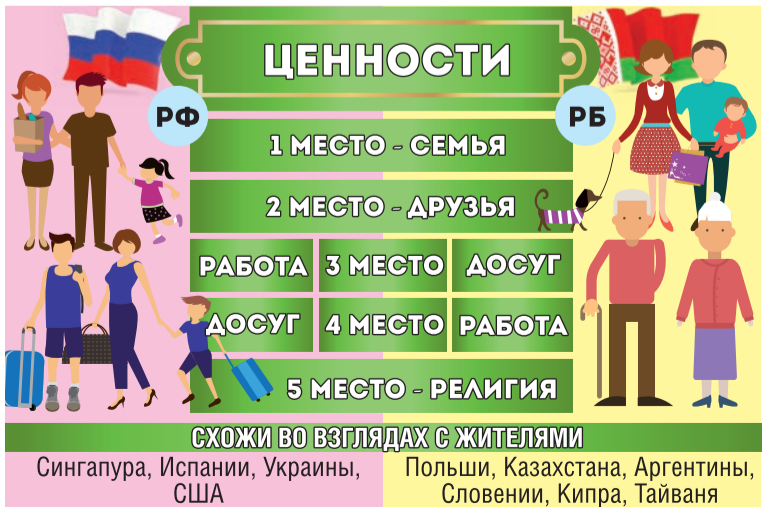 ЦЕННОСТИ
РФ
РБ
1 МЕСТО - СЕМЬЯ
2 МЕСТО - ДРУЗЬЯ
РАБОТА 3 МЕСТО ДОСУГ
ДОСУГ 4 МЕСТО РАБОТА
5 МЕСТО - РЕЛИГИЯ
СХОЖИ ВО ВЗГЛЯДАХ С ЖИТЕЛЯМИ
Сингапура, Испании, Украины,
США
Польши, Казахстана, Аргентины,
Словении, Кипра, Тайваня